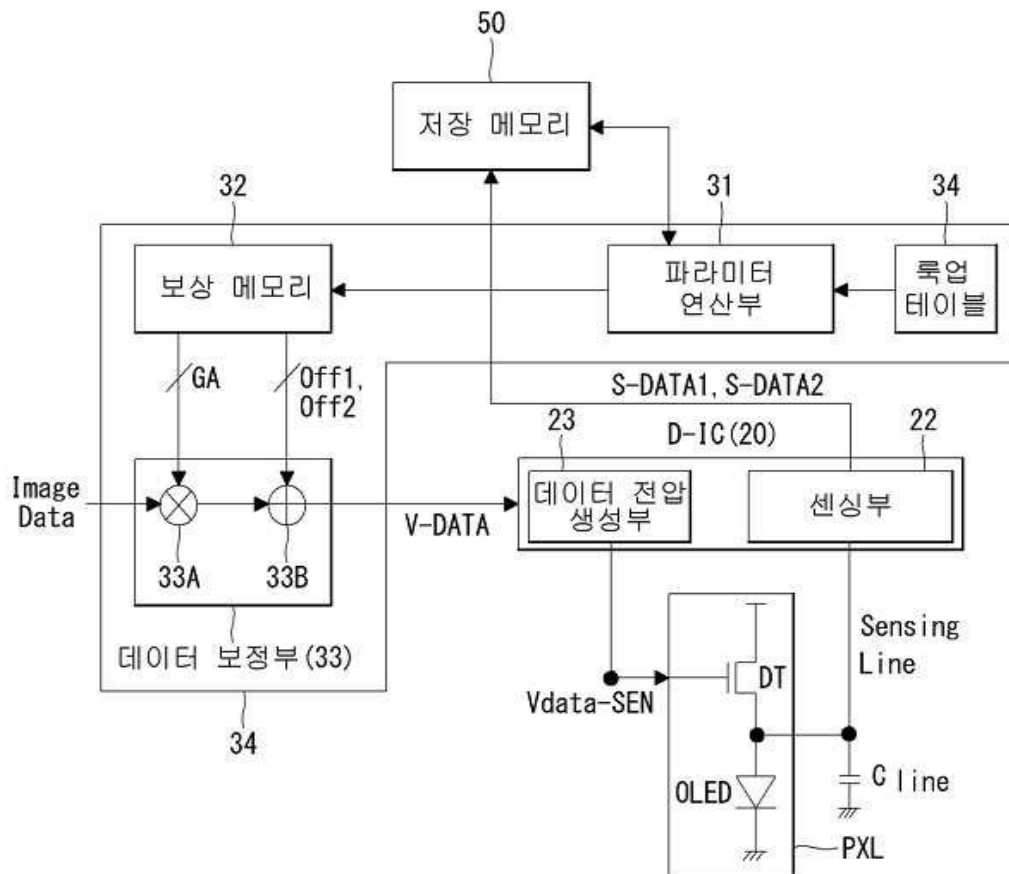 50
저장 메모리
32
31
34
보상 메모리
파라미터
연산부
룩업
테이블
GA
Off1,
Off2
S-DATA1, S-DATA2
23
D-IC(20)
22
Image
Data
데이터 전압
생성부
센싱부
V-DATA
33A
33B
데이터 보정부(33)
Sensing
Line
DT
Vdata-SEN
34
OLED
C line
PXL